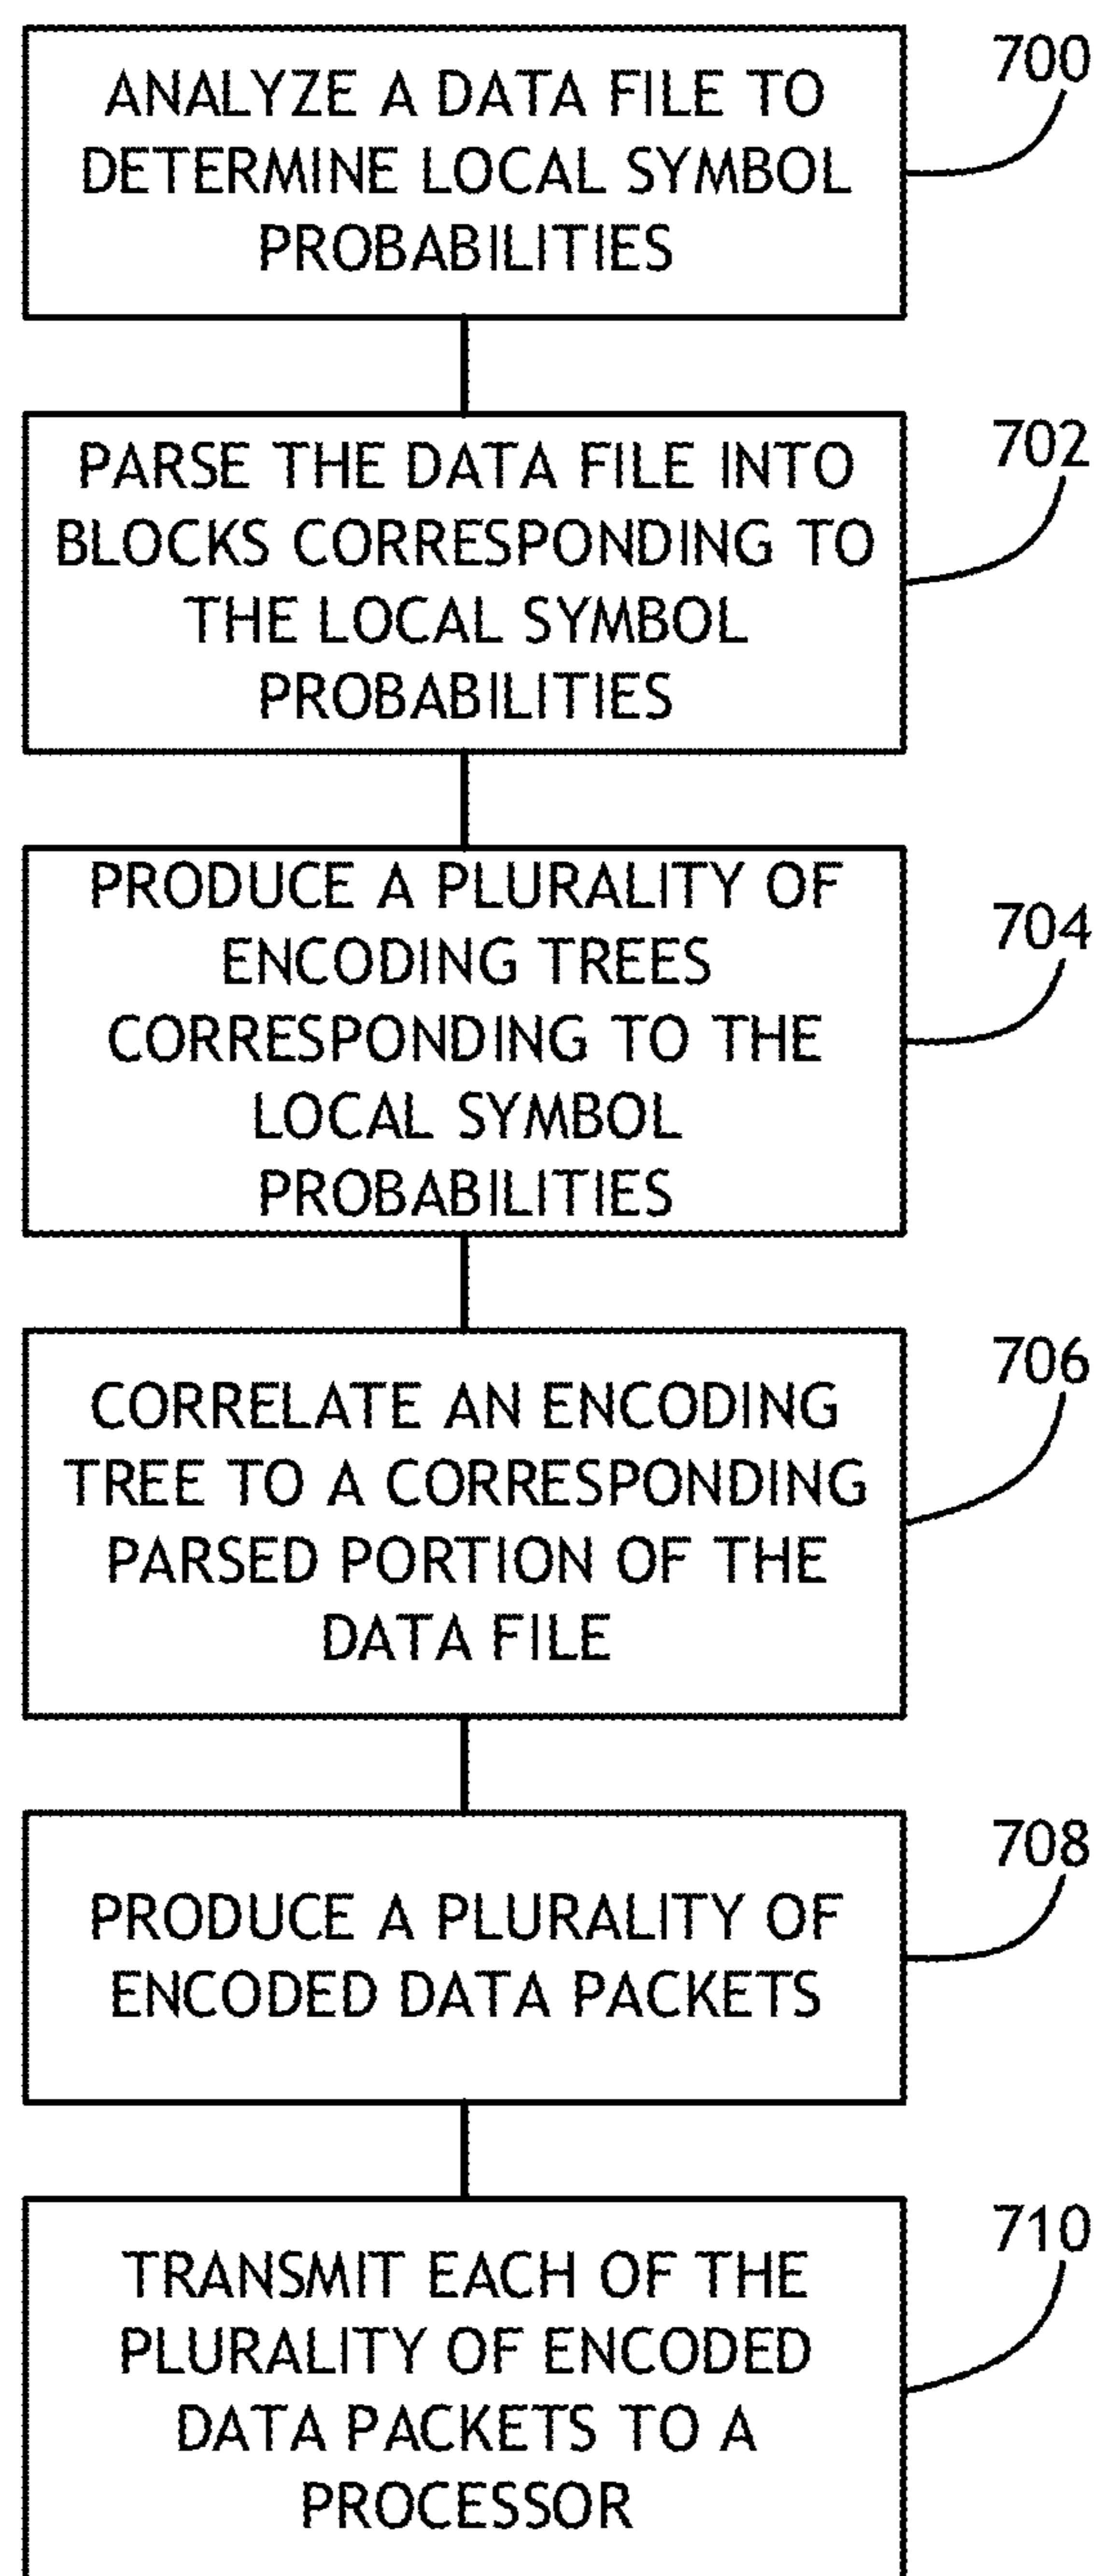 ANALYZE A DATA FILE TO
DETERMINE LOCAL SYMBOL
PROBABILITIES
700
PARSE THE DATA FILE INTO
BLOCKS CORRESPONDING TO
THE LOCAL SYMBOL
PROBABILITIES
702
PRODUCE A PLURALITY OF
ENCODING TREES
CORRESPONDING TO THE
LOCAL SYMBOL
PROBABILITIES
704
CORRELATE AN ENCODING
TREE TO A CORRESPONDING
PARSED PORTION OF THE
DATA FILE
706
PRODUCE A PLURALITY OF
ENCODED DATA PACKETS
708
TRANSMIT EACH OF THE
PLURALITY OF ENCODED
DATA PACKETS TO A
PROCESSOR
710